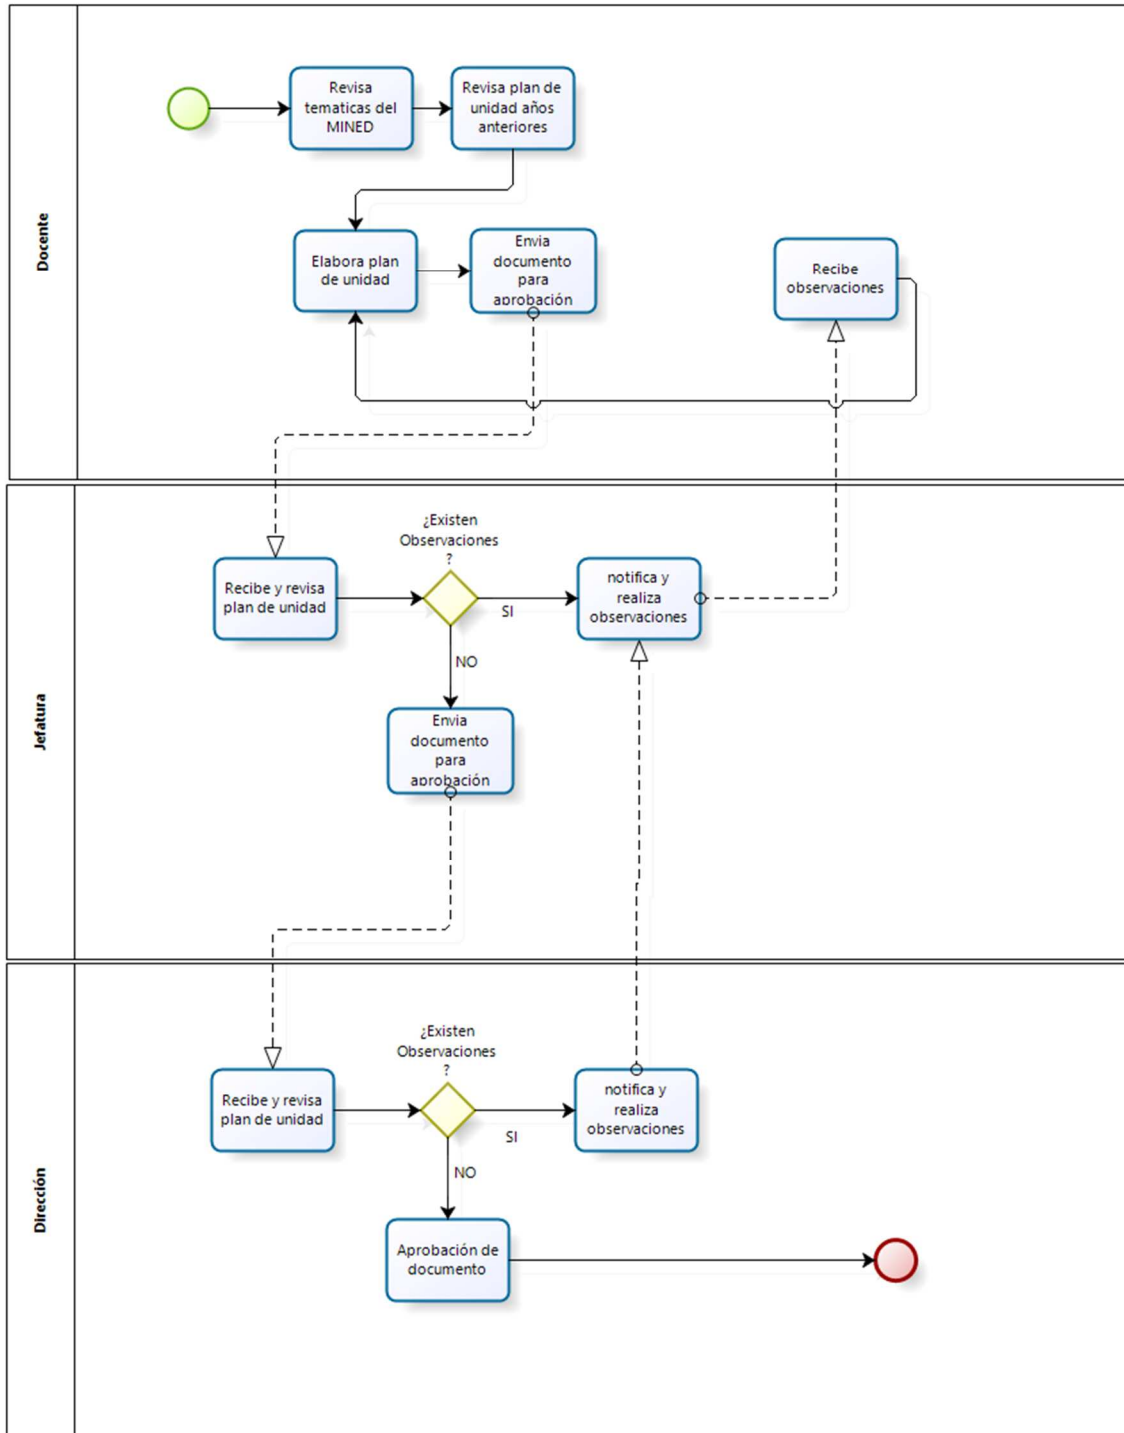 Docente
Revisa
tematicas del
MINED
Revisa plan de
unidad años
anteriores
Elabora plan
de unidad
Envia
documento
para
aprobación
Recibe
observaciones
Jefatura
Recibe y revisa
plan de unidad
¿Existen
Observaciones
?
SI
notifica y
realiza
observaciones
NO
Envia
documento
para
aprobación
Dirección
Recibe y revisa
plan de unidad
¿Existen
Observaciones
?
SI
notifica y
realiza
observaciones
NO
Aprobación de
documento